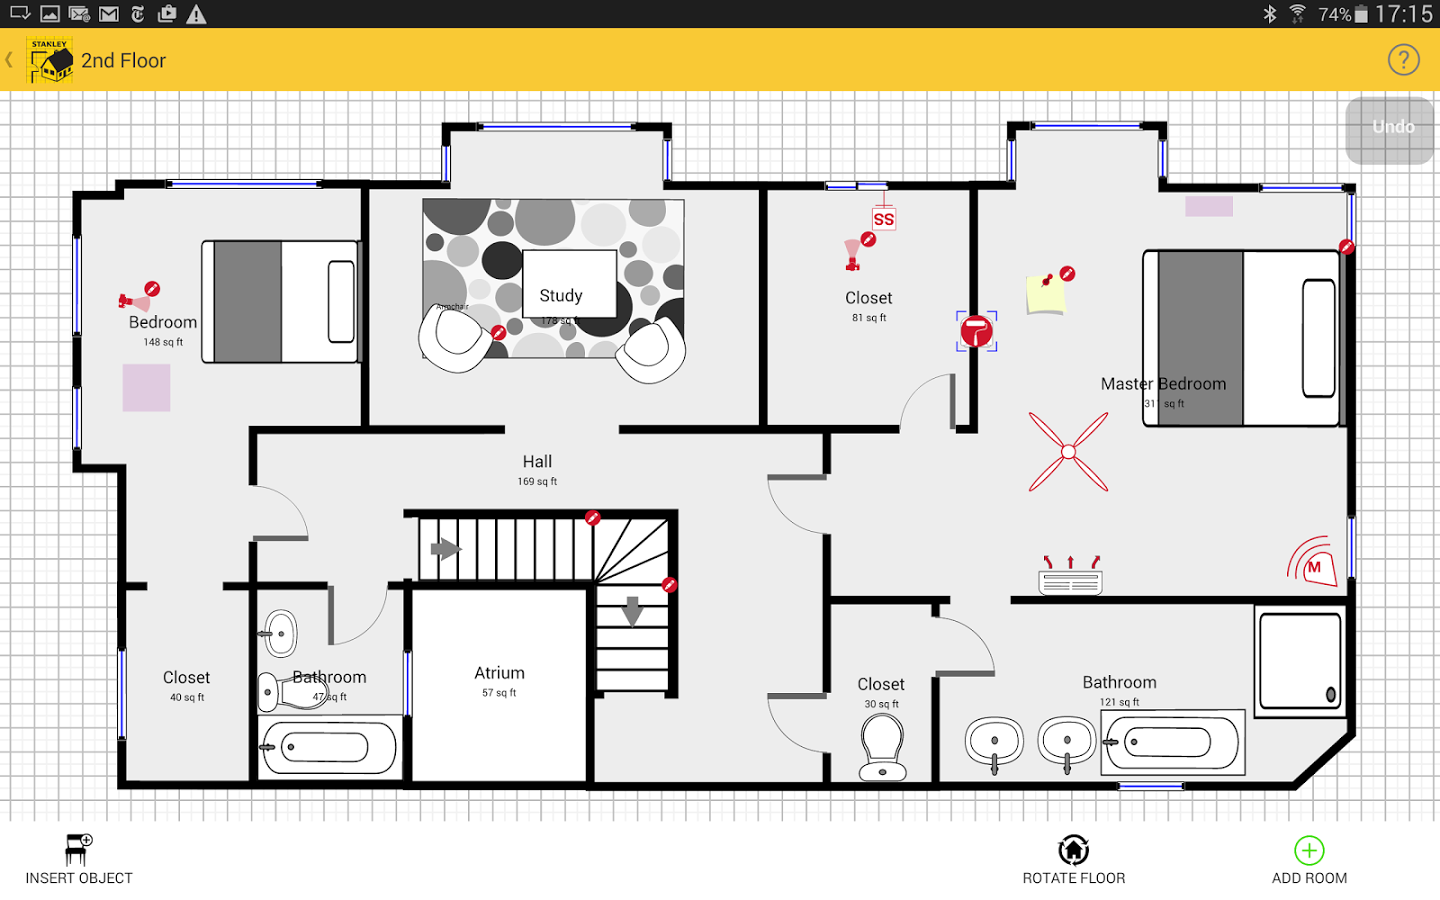 74% 17:15
STANLEY
2nd Floor
?
Undo
SS
Study
178 sq ft
Armchair
Closet
81 sq ft
Bedroom
148 sq ft
Master Bedroom
311 sq ft
Hall
169 sq ft
M
Closet
40 sq ft
Bathroom
47 sq ft
Atrium
57 sq ft
Closet
30 sq ft
Bathroom
121 sq ft
INSERT OBJECT
ROTATE FLOOR
ADD ROOM